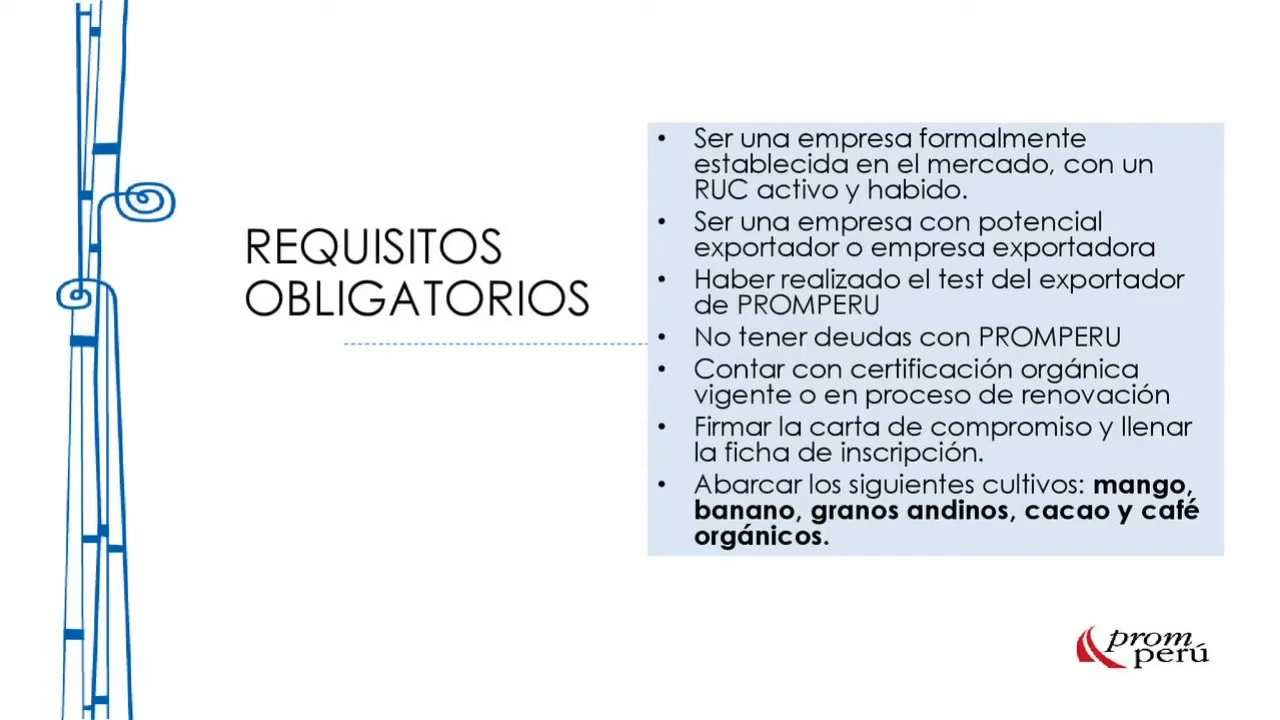 REQUISITOS
OBLIGATORIOS
• Ser una empresa formalmente
establecida en el mercado, con un
RUC activo y habido.
• Ser una empresa con potencial
exportador o empresa exportadora
• Haber realizado el test del exportador
de PROMPERU
• No tener deudas con PROMPERU
• Contar con certificación orgánica
vigente o en proceso de renovación
• Firmar la carta de compromiso y llenar
la ficha de inscripción.
• Abarcar los siguientes cultivos: mango,
banano, granos andinos, cacao y café
orgánicos.
prom
perú